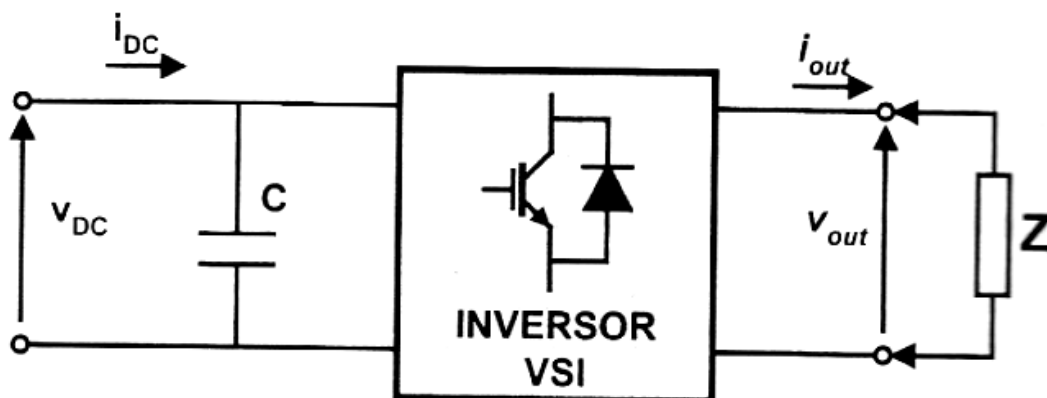 i_DC
i_out
v_DC
C
v_out
Z
INVERSOR
VSI